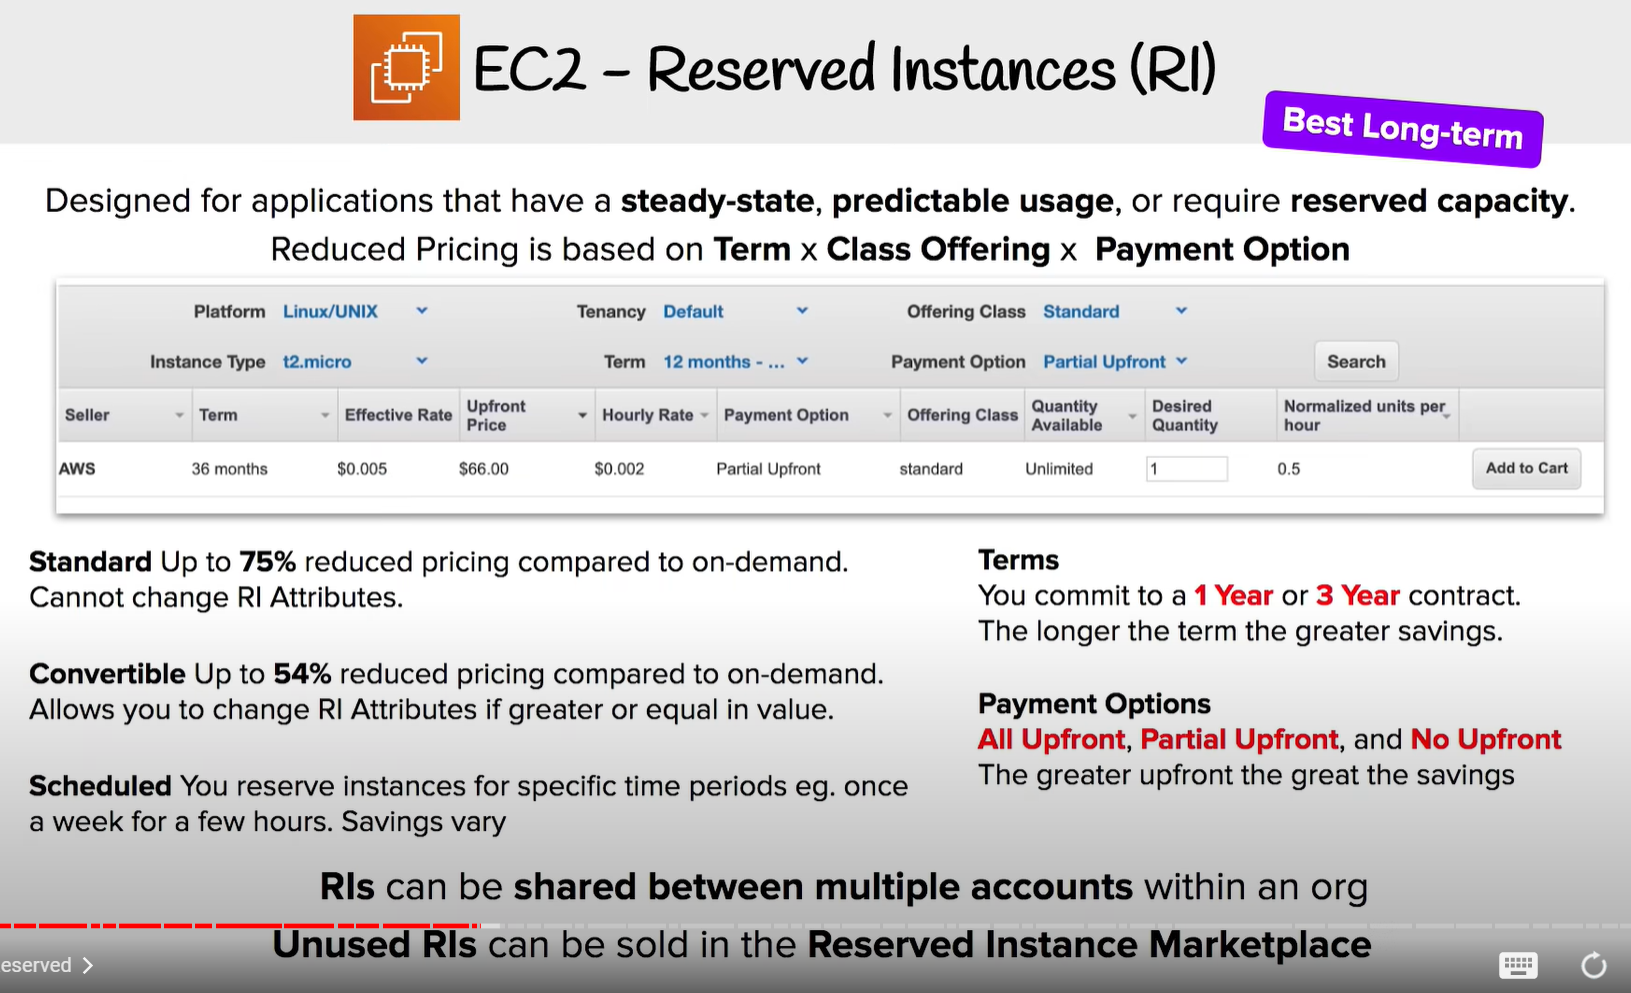 EC2 – Reserved Instances (RI)
Best Long-term
Designed for applications that have a steady-state, predictable usage, or require reserved capacity.
Reduced Pricing is based on Term x Class Offering x Payment Option
Platform Linux/UNIX Tenancy Default Offering Class Standard
Instance Type t2.micro Term 12 months - ... Payment Option Partial Upfront Search
Seller Term Effective Rate Upfront Price Hourly Rate Payment Option Offering Class Quantity Available Desired Quantity Normalized units per hour
AWS 36 months $0.005 $66.00 $0.002 Partial Upfront standard Unlimited 1 0.5 Add to Cart
Standard Up to 75% reduced pricing compared to on-demand.
Cannot change RI Attributes.
Convertible Up to 54% reduced pricing compared to on-demand.
Allows you to change RI Attributes if greater or equal in value.
Scheduled You reserve instances for specific time periods eg. once
a week for a few hours. Savings vary
Terms
You commit to a 1 Year or 3 Year contract.
The longer the term the greater savings.
Payment Options
All Upfront, Partial Upfront, and No Upfront
The greater upfront the great the savings
RIs can be shared between multiple accounts within an org
Unused RIs can be sold in the Reserved Instance Marketplace
eserved